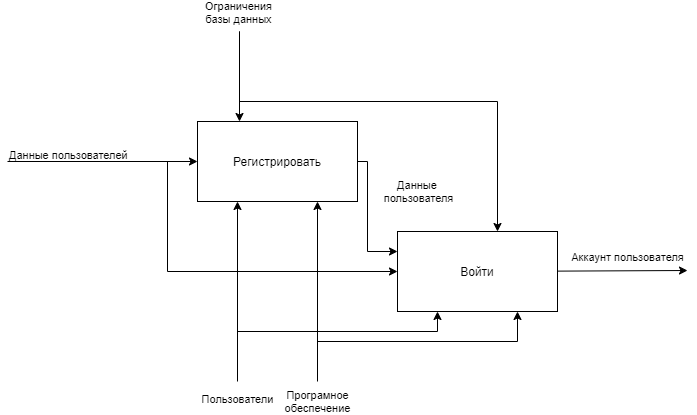 Ограничения
базы данных
Данные пользователей
Регистрировать
Данные
пользователя
Аккаунт пользователя
Войти
Пользователи
Програмное
обеспечение